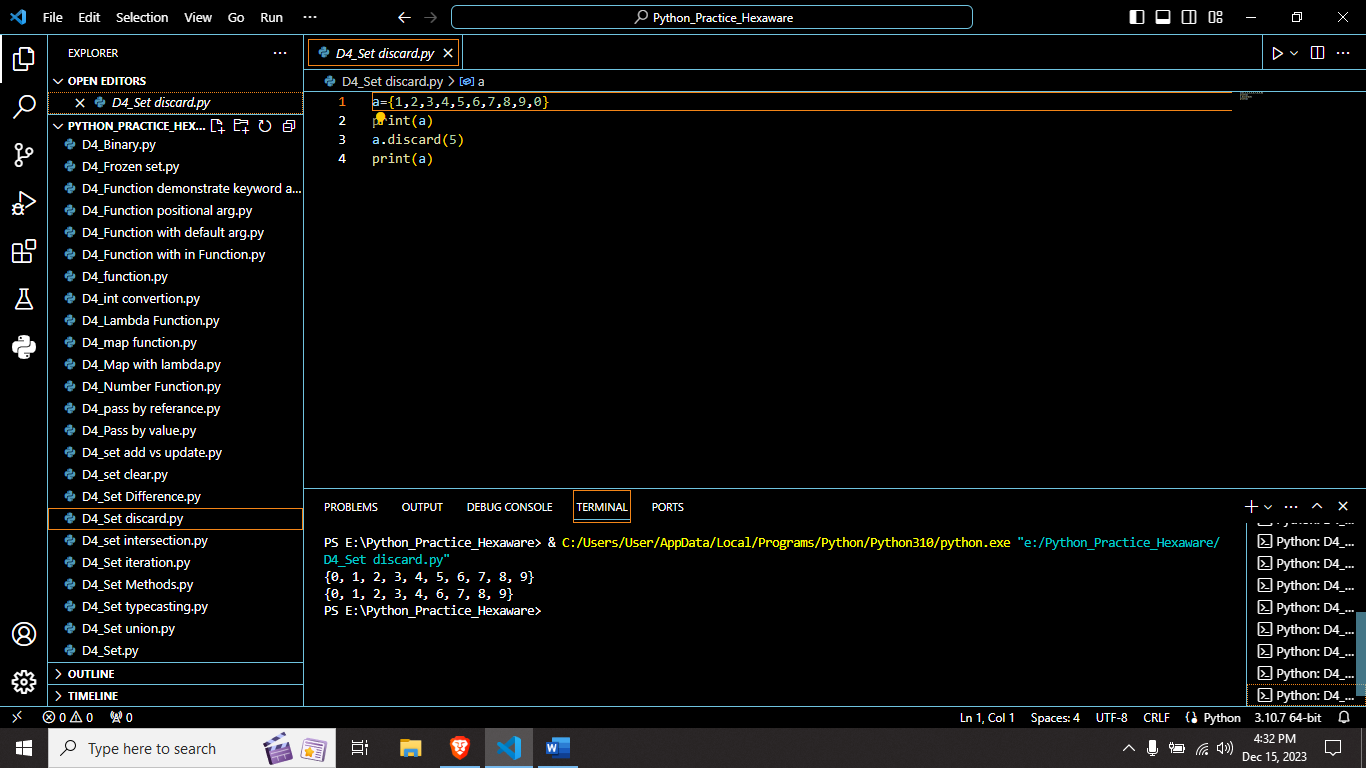 File Edit Selection View Go Run ···
Python_Practice_Hexaware
EXPLORER ···
OPEN EDITORS
D4_Set discard.py
PYTHON_PRACTICE_HEX...
D4_Binary.py
D4_Frozen set.py
D4_Function demonstrate keyword a...
D4_Function positional arg.py
D4_Function with default arg.py
D4_Function with in Function.py
D4_function.py
D4_int convertion.py
D4_Lambda Function.py
D4_map function.py
D4_Map with lambda.py
D4_Number Function.py
D4_pass by referance.py
D4_Pass by value.py
D4_set add vs update.py
D4_set clear.py
D4_Set Difference.py
D4_Set discard.py
D4_set intersection.py
D4_Set iteration.py
D4_Set Methods.py
D4_Set typecasting.py
D4_Set union.py
D4_Set.py
OUTLINE
TIMELINE
D4_Set discard.py
D4_Set discard.py > a
1 a={1,2,3,4,5,6,7,8,9,0}
2 print(a)
3 a.discard(5)
4 print(a)
PROBLEMS OUTPUT DEBUG CONSOLE TERMINAL PORTS
PS E:\Python_Practice_Hexaware> & C:/Users/User/AppData/Local/Programs/Python/Python310/python.exe "e:/Python_Practice_Hexaware/
D4_Set discard.py"
{0, 1, 2, 3, 4, 5, 6, 7, 8, 9}
{0, 1, 2, 3, 4, 6, 7, 8, 9}
PS E:\Python_Practice_Hexaware>
Python: D4_...
Python: D4_...
Python: D4_...
Python: D4_...
Python: D4_...
Python: D4_...
Python: D4_...
Python: D4_...
0 0 0
Ln 1, Col 1 Spaces: 4 UTF-8 CRLF Python 3.10.7 64-bit
Type here to search
4:32 PM
Dec 15, 2023